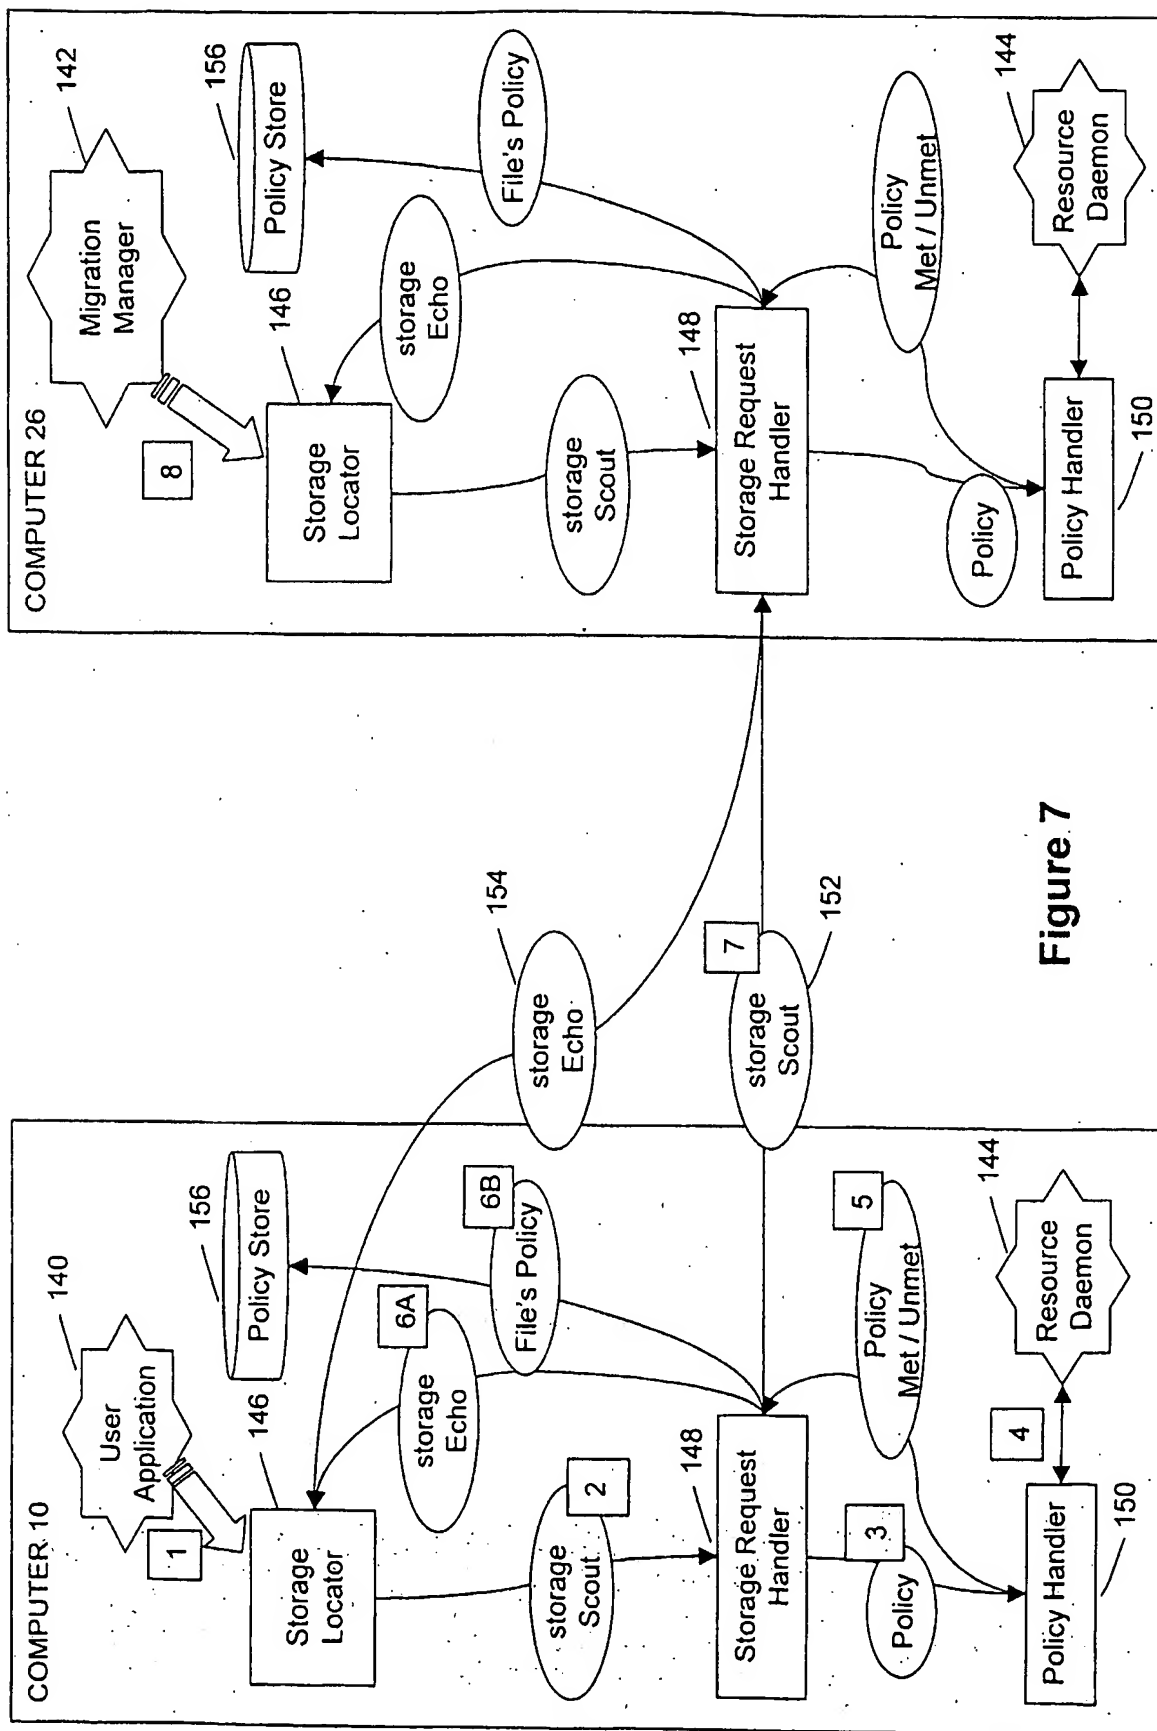 COMPUTER 10
User
Application
140
1
146
Storage
Locator
156
Policy Store
6A
storage
Echo
6B
File's Policy
2
storage
Scout
148
Storage Request
Handler
3
Policy
5
Policy
Met / Unmet
4
144
Resource
Daemon
Policy Handler
150
154
storage
Echo
7
storage
Scout
152
COMPUTER 26
Migration
Manager
142
8
146
Storage
Locator
156
Policy Store
storage
Echo
File's Policy
storage
Scout
148
Storage Request
Handler
Policy
Policy
Met / Unmet
144
Resource
Daemon
Policy Handler
150
Figure 7